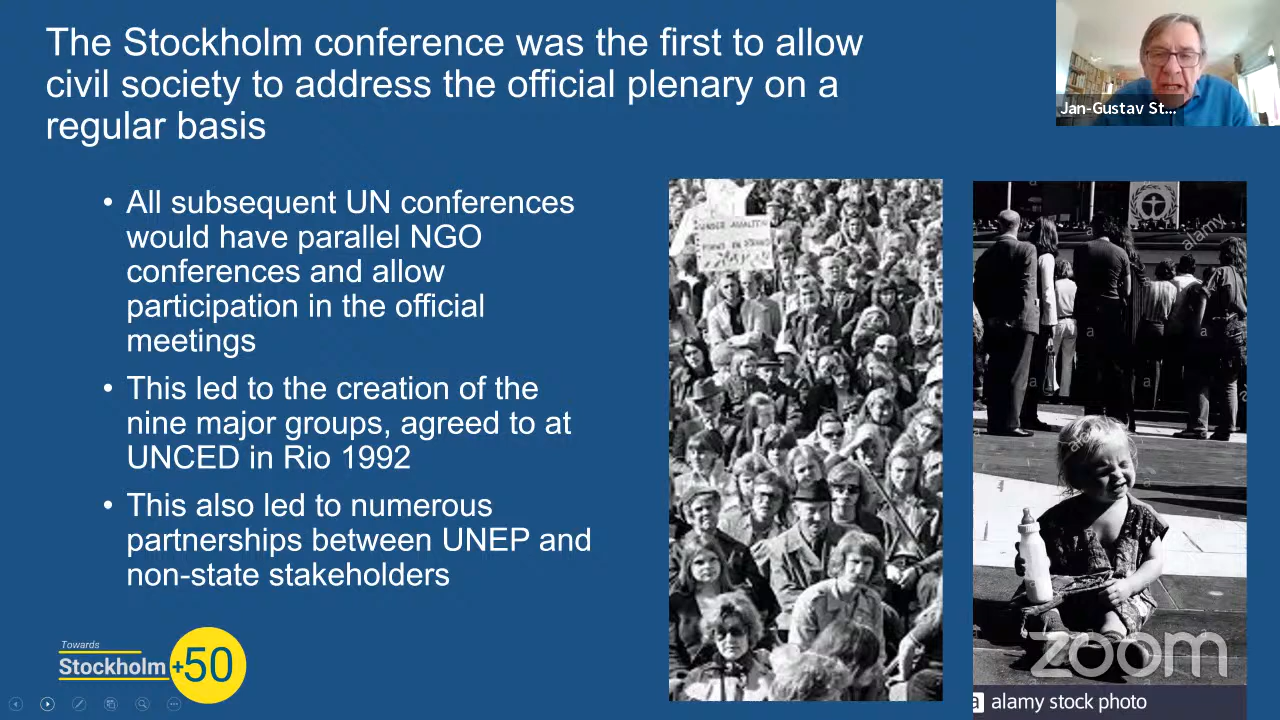 The Stockholm conference was the first to allow
civil society to address the official plenary on a
regular basis
Jan-Gustav St...
• All subsequent UN conferences
would have parallel NGO
conferences and allow
participation in the official
meetings
• This led to the creation of the
nine major groups, agreed to at
UNCED in Rio 1992
• This also led to numerous
partnerships between UNEP and
non-state stakeholders
alamy
a
a
a
a
a
alamy
zoom
a alamy stock photo
Towards
Stockholm +50